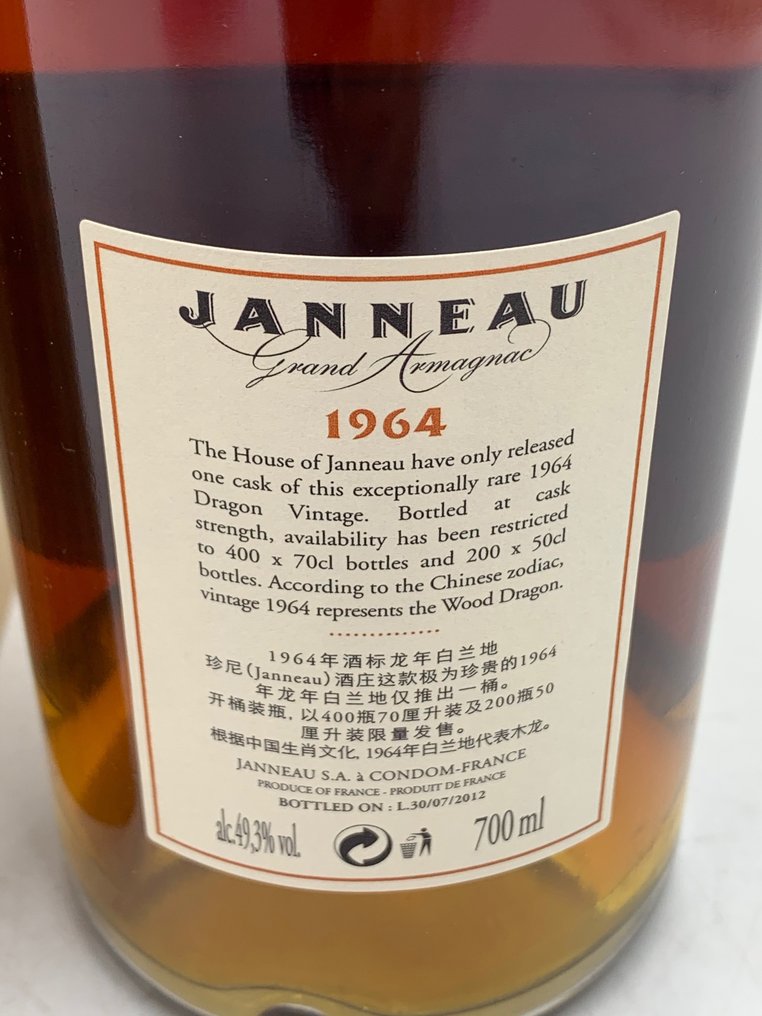 JANNEAU
Grand Armagnac
1964
The House of Janneau have only released
one cask of this exceptionally rare 1964
Dragon Vintage. Bottled at cask
strength, availability has been restricted
to 400 x 70cl bottles and 200 x 50cl
bottles. According to the Chinese zodiac,
vintage 1964 represents the Wood Dragon.
1964年酒标龙年白兰地
珍尼(Janneau)酒庄这款极为珍贵的1964
年龙年白兰地仅推出一桶。
开桶装瓶, 以400瓶70厘升装及200瓶50
厘升装限量发售。
根据中国生肖文化, 1964年白兰地代表木龙。
JANNEAU S.A. à CONDOM-FRANCE
PRODUCE OF FRANCE - PRODUIT DE FRANCE
BOTTLED ON : L.30/07/2012
alc.49,3% vol.
700 ml